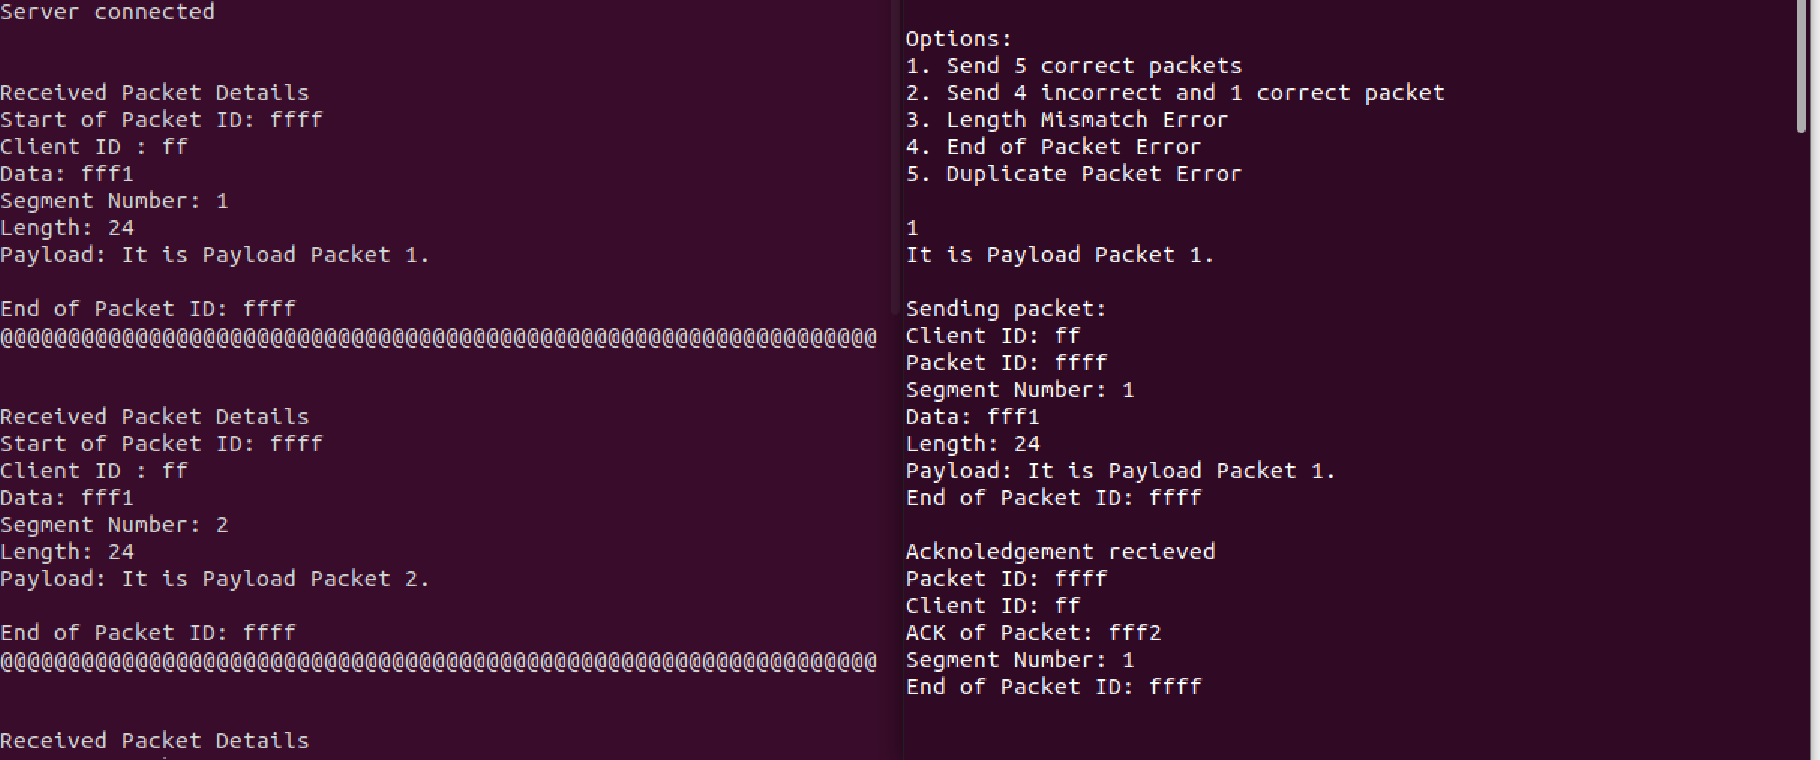 Server connected
Received Packet Details
Start of Packet ID: ffff
Client ID : ff
Data: fff1
Segment Number: 1
Length: 24
Payload: It is Payload Packet 1.
End of Packet ID: ffff
@@@@@@@@@@@@@@@@@@@@@@@@@@@@@@@@@@@@@@@@@@@@@@@@@@@@@@@@@@@@@@@@@
Received Packet Details
Start of Packet ID: ffff
Client ID : ff
Data: fff1
Segment Number: 2
Length: 24
Payload: It is Payload Packet 2.
End of Packet ID: ffff
@@@@@@@@@@@@@@@@@@@@@@@@@@@@@@@@@@@@@@@@@@@@@@@@@@@@@@@@@@@@@@@@@
Received Packet Details
Options:
1. Send 5 correct packets
2. Send 4 incorrect and 1 correct packet
3. Length Mismatch Error
4. End of Packet Error
5. Duplicate Packet Error
1
It is Payload Packet 1.
Sending packet:
Client ID: ff
Packet ID: ffff
Segment Number: 1
Data: fff1
Length: 24
Payload: It is Payload Packet 1.
End of Packet ID: ffff
Acknoledgement recieved
Packet ID: ffff
Client ID: ff
ACK of Packet: fff2
Segment Number: 1
End of Packet ID: ffff